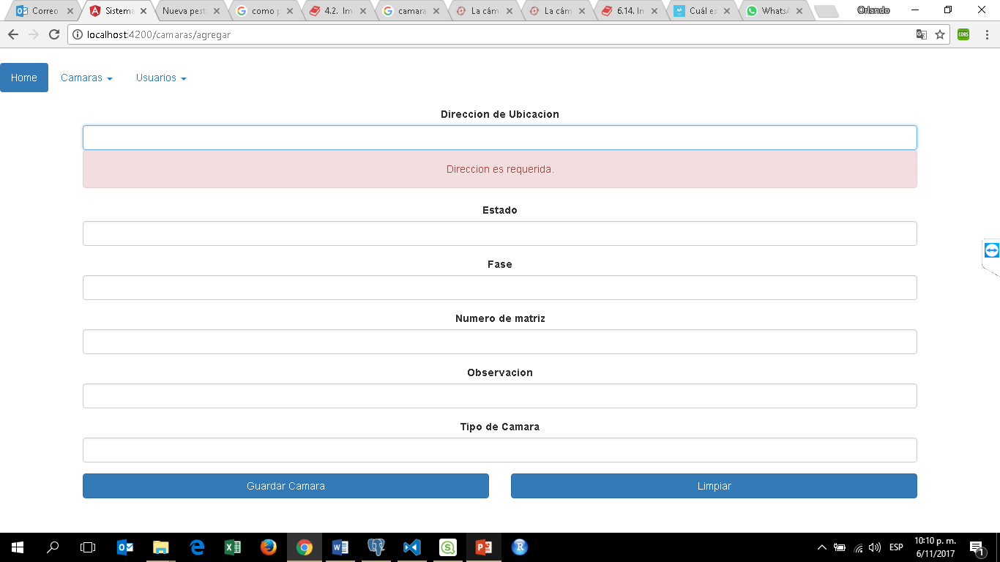 Correo
Sistema
Nueva pest
como p
4.2. Im
camara
La cám
La cám
6.14. In
Cuál es
WhatsA
Orlando
localhost:4200/camaras/agregar
CORS
Home
Camaras
Usuarios
Direccion de Ubicacion
Direccion es requerida.
Estado
Fase
Numero de matriz
Observacion
Tipo de Camara
Guardar Camara
Limpiar
ESP
10:10 p. m.
6/11/2017
1